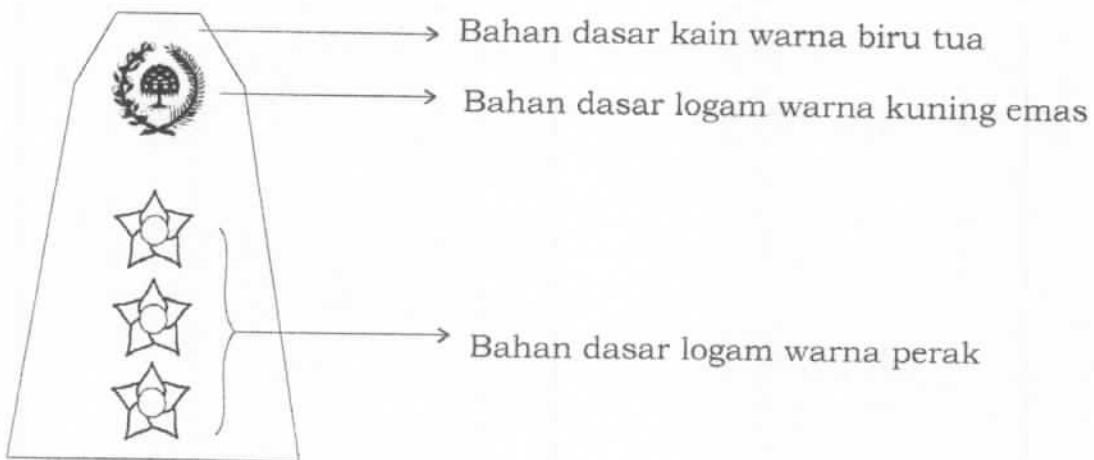 Bahan dasar kain warna biru tua
Bahan dasar logam warna kuning emas
Bahan dasar logam warna perak